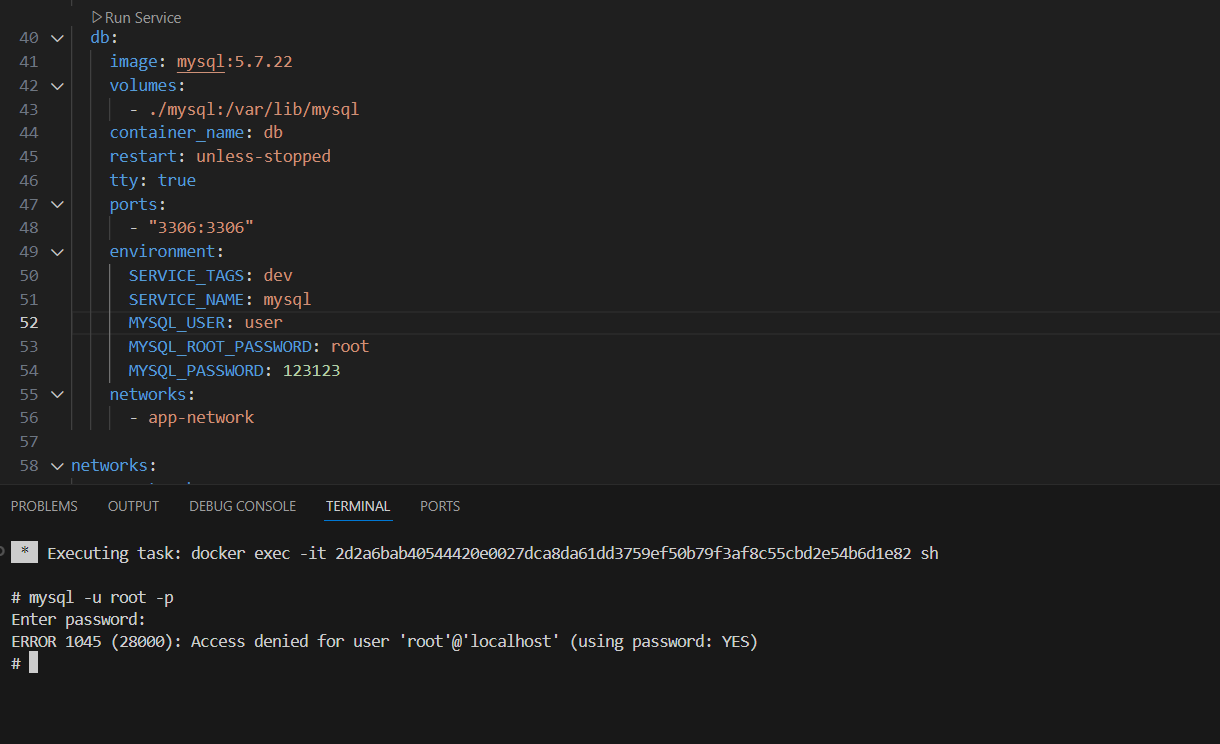 Run Service
40 db:
41 image: mysql:5.7.22
42 volumes:
43 - ./mysql:/var/lib/mysql
44 container_name: db
45 restart: unless-stopped
46 tty: true
47 ports:
48 - "3306:3306"
49 environment:
50 SERVICE_TAGS: dev
51 SERVICE_NAME: mysql
52 MYSQL_USER: user
53 MYSQL_ROOT_PASSWORD: root
54 MYSQL_PASSWORD: 123123
55 networks:
56 - app-network
57
58 networks:
PROBLEMS OUTPUT DEBUG CONSOLE TERMINAL PORTS
* Executing task: docker exec -it 2d2a6bab40544420e0027dca8da61dd3759ef50b79f3af8c55cbd2e54b6d1e82 sh
# mysql -u root -p
Enter password:
ERROR 1045 (28000): Access denied for user 'root'@'localhost' (using password: YES)
#